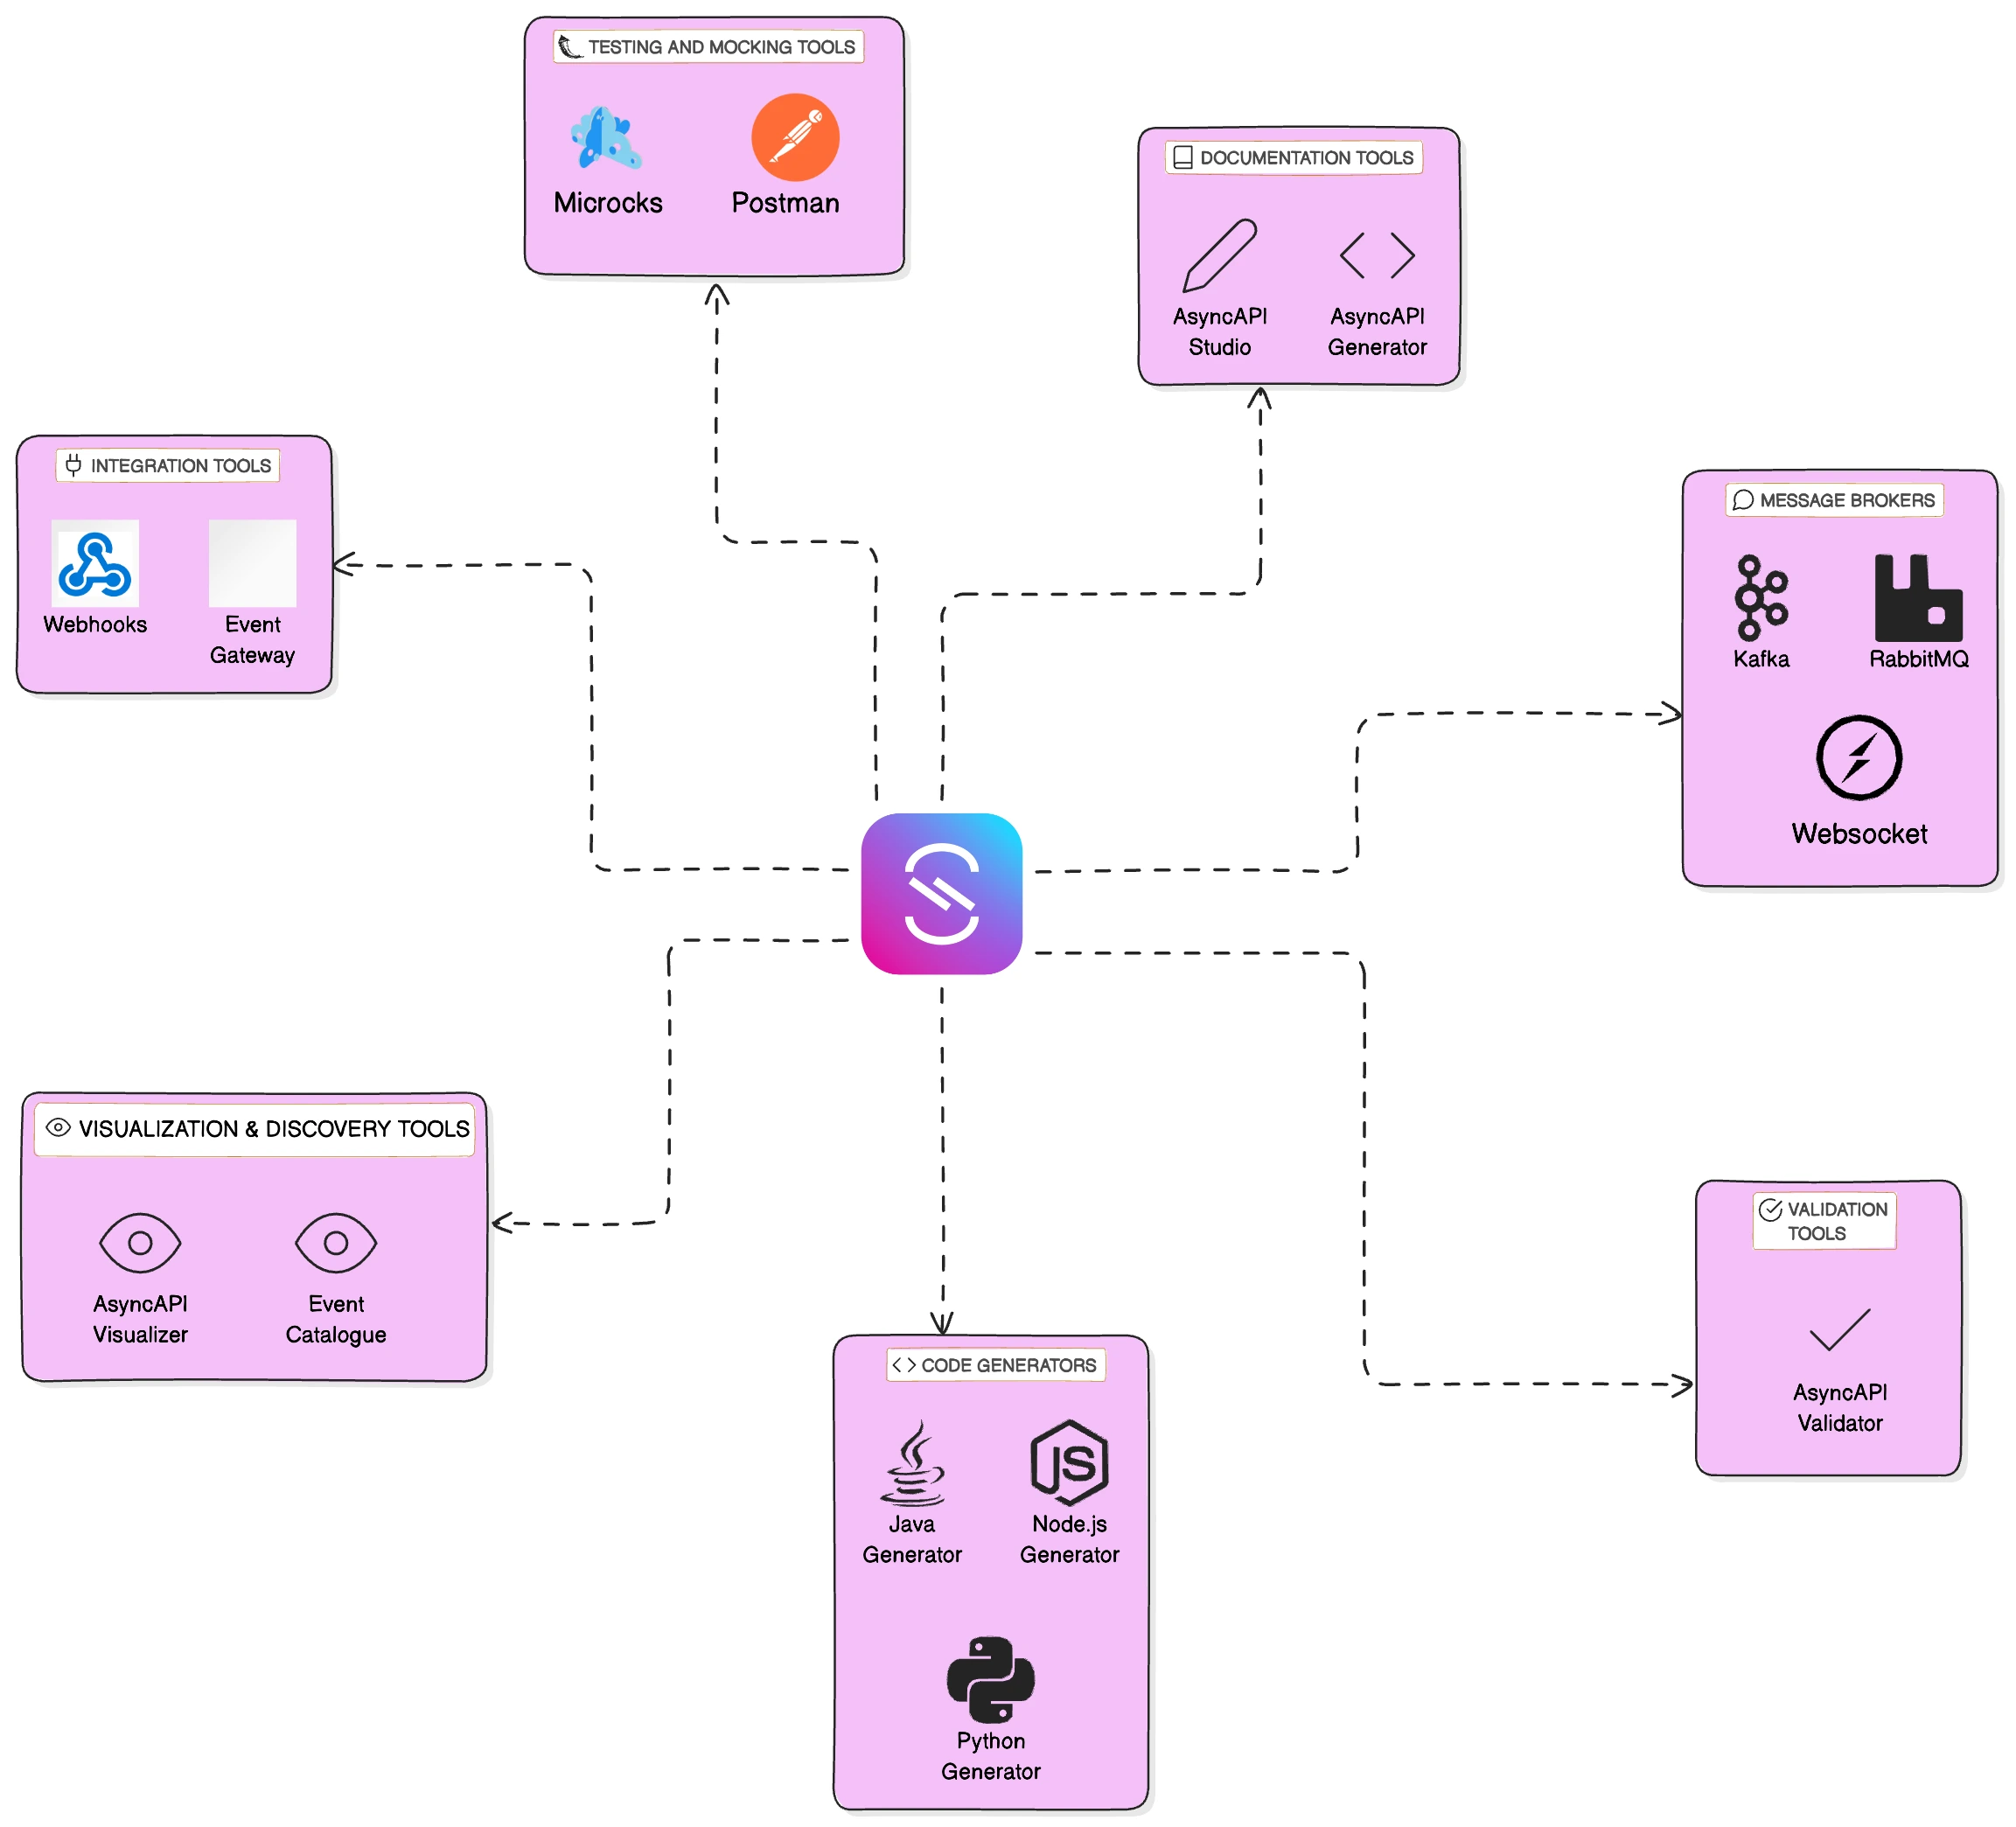 TESTING AND MOCKING TOOLS
Microcks
Postman
DOCUMENTATION TOOLS
AsyncAPI
Studio
AsyncAPI
Generator
INTEGRATION TOOLS
Webhooks
Event
Gateway
MESSAGE BROKERS
Kafka
RabbitMQ
Websocket
VISUALIZATION & DISCOVERY TOOLS
AsyncAPI
Visualizer
Event
Catalogue
VALIDATION
TOOLS
AsyncAPI
Validator
CODE GENERATORS
JS
Java
Generator
Node.js
Generator
Python
Generator